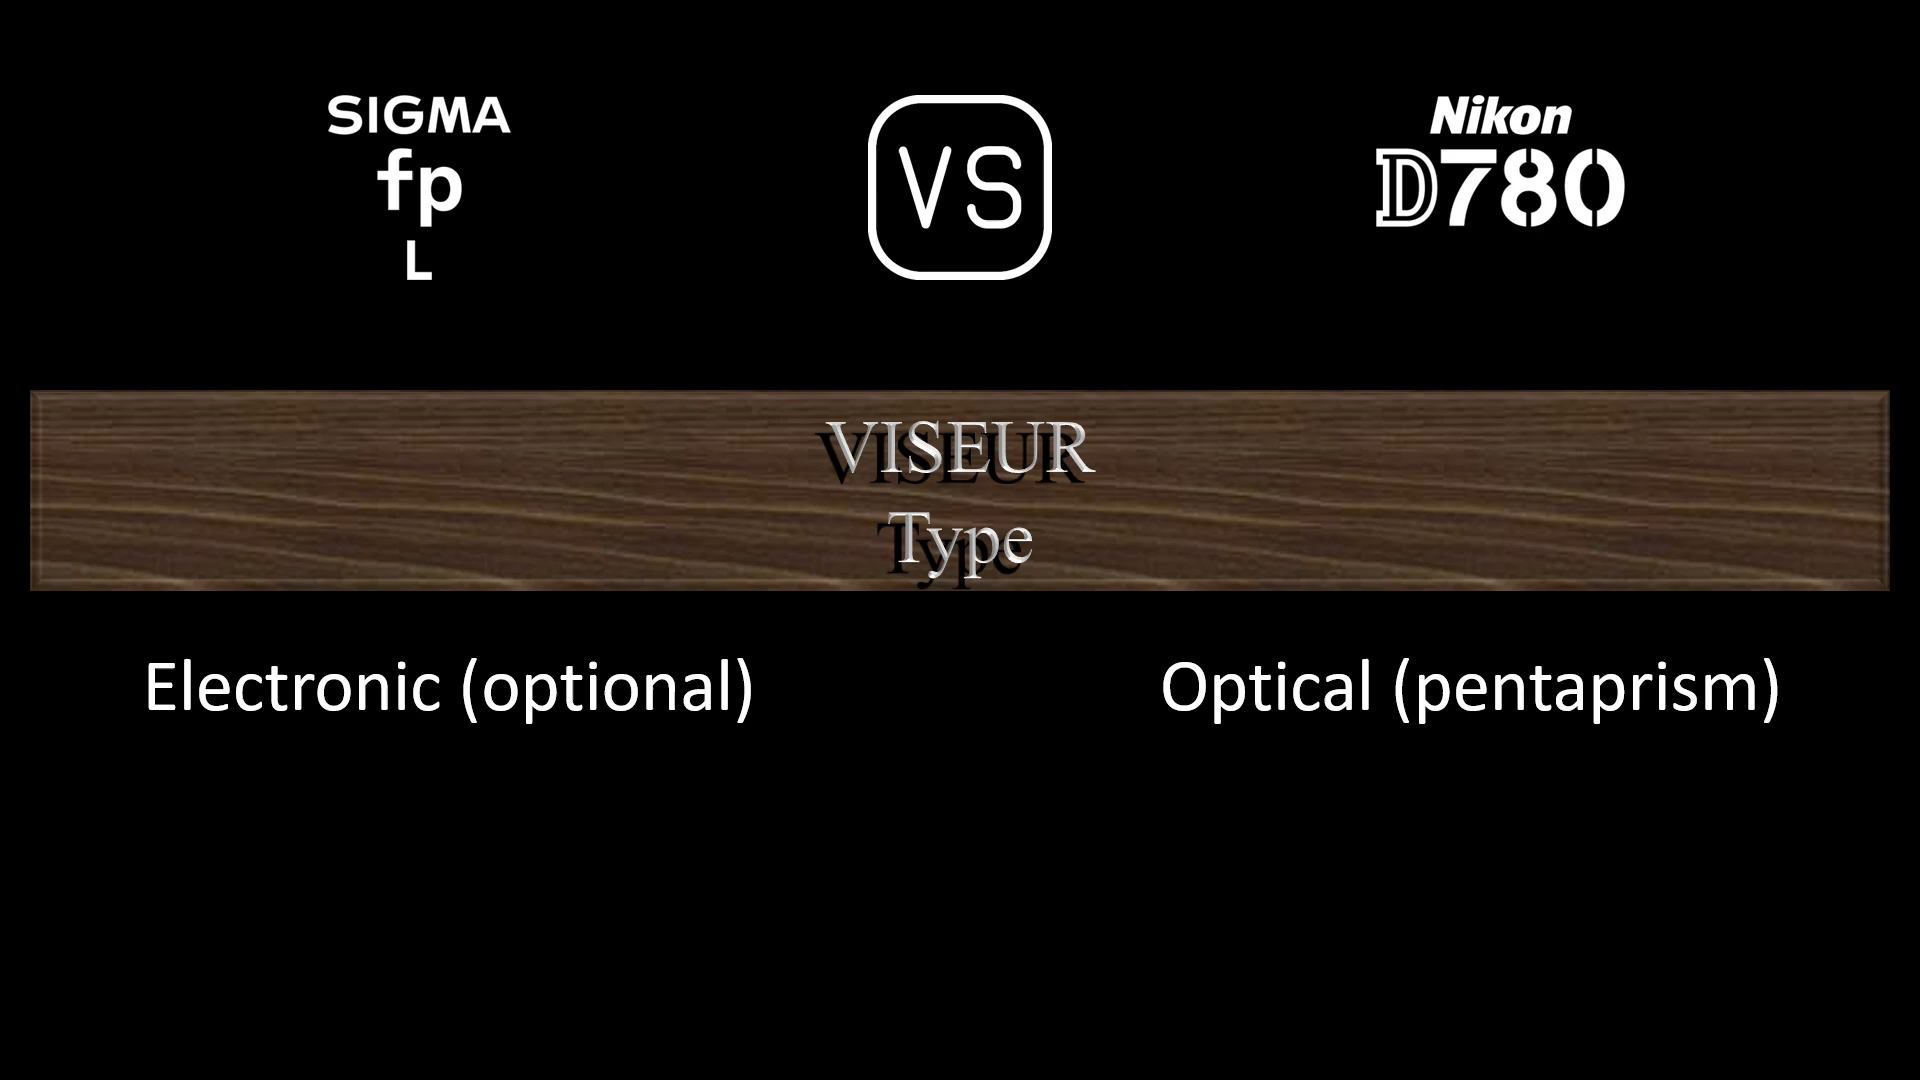 SIGMA
fp
L
VS
Nikon
D780
VISEUR
Type
Electronic (optional)
Optical (pentaprism)